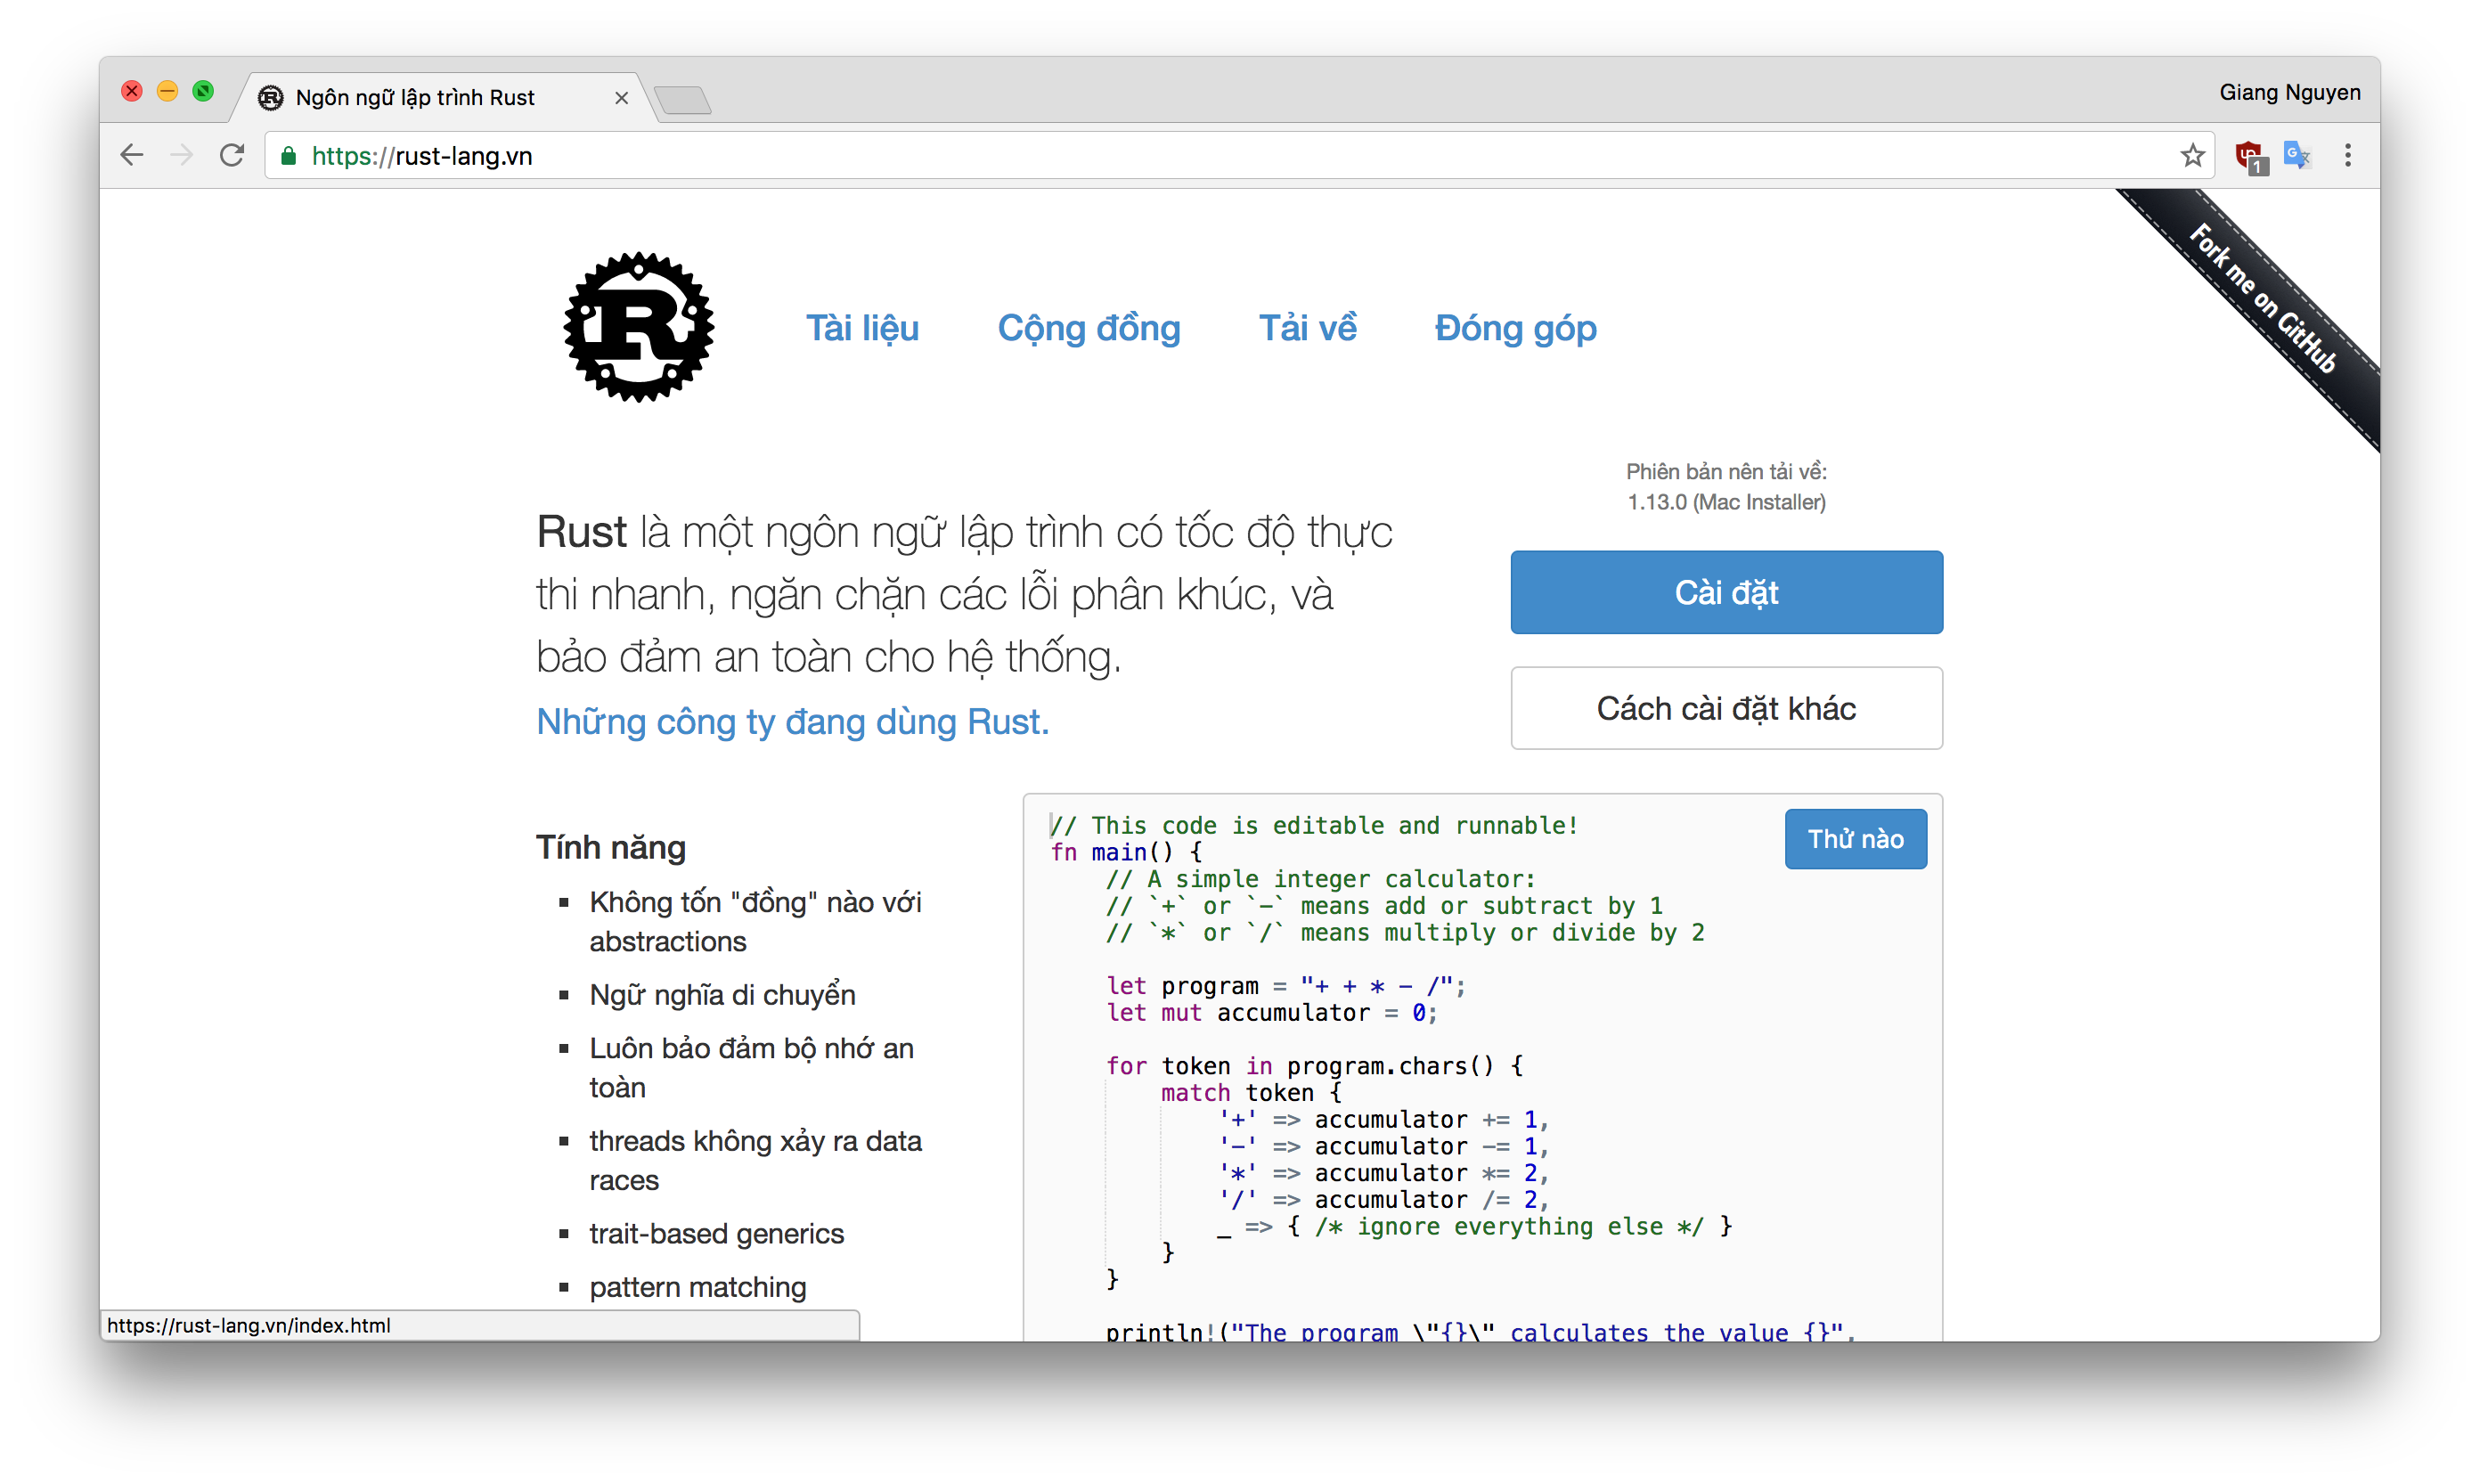 Ngôn ngữ lập trình Rust
Giang Nguyen
https://rust-lang.vn
1
Fork me on GitHub
R
Tài liệu Cộng đồng Tải về Đóng góp
Phiên bản nên tải về:
1.13.0 (Mac Installer)
Rust là một ngôn ngữ lập trình có tốc độ thực
thi nhanh, ngăn chặn các lỗi phân khúc, và
bảo đảm an toàn cho hệ thống.
Những công ty đang dùng Rust.
Cài đặt
Cách cài đặt khác
Tính năng
Không tốn "đồng" nào với
abstractions
Ngữ nghĩa di chuyển
Luôn bảo đảm bộ nhớ an
toàn
threads không xảy ra data
races
trait-based generics
pattern matching
Thử nào
// This code is editable and runnable!
fn main() {
    // A simple integer calculator:
    // `+` or `-` means add or subtract by 1
    // `*` or `/` means multiply or divide by 2
    let program = "+ + * - /";
    let mut accumulator = 0;
    for token in program.chars() {
        match token {
            '+' => accumulator += 1,
            '-' => accumulator -= 1,
            '*' => accumulator *= 2,
            '/' => accumulator /= 2,
            _ => { /* ignore everything else */ }
        }
    }
    println!("The program \"{}\" calculates the value {}",
https://rust-lang.vn/index.html